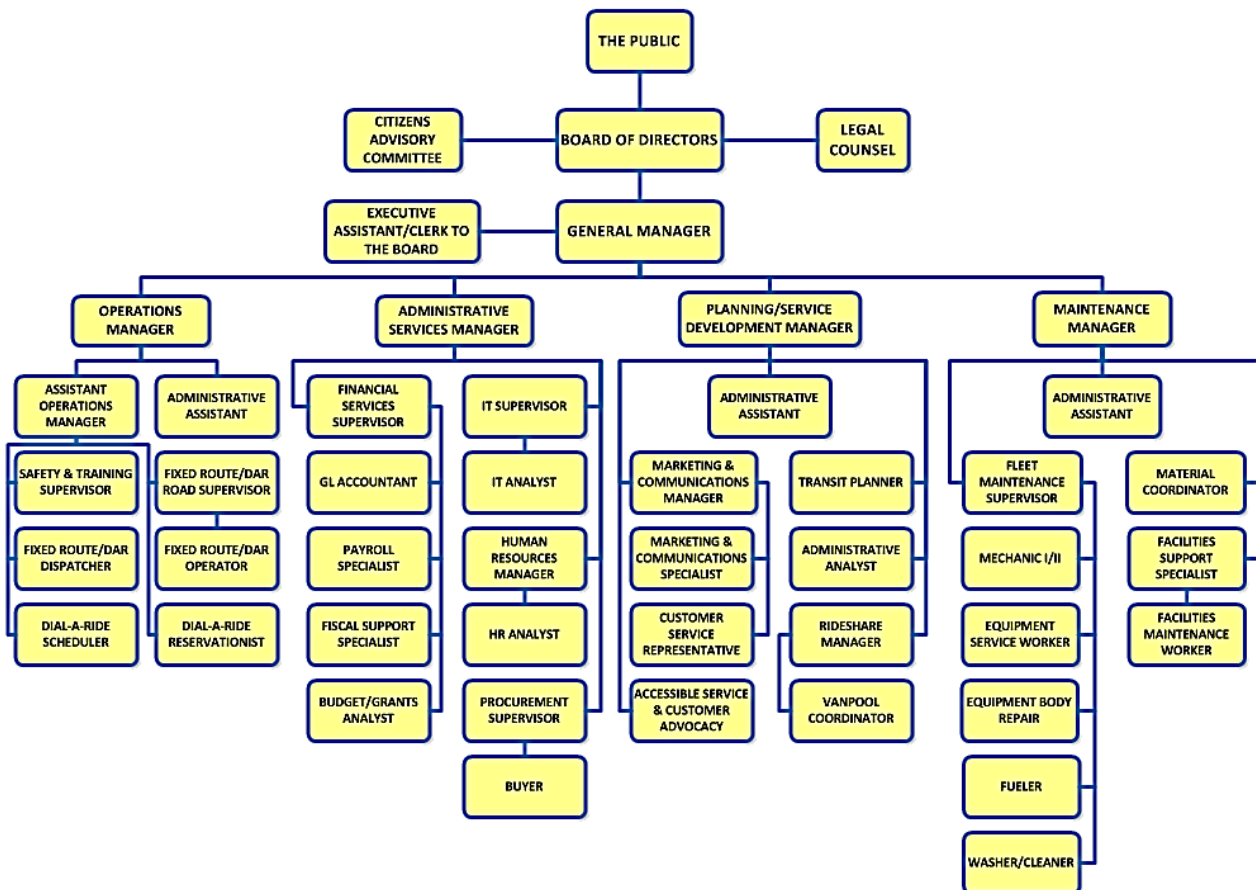 THE PUBLIC
CITIZENS
ADVISORY
COMMITTEE
BOARD OF DIRECTORS
LEGAL
COUNSEL
EXECUTIVE
ASSISTANT/CLERK TO
THE BOARD
GENERAL MANAGER
OPERATIONS
MANAGER
ADMINISTRATIVE
SERVICES MANAGER
PLANNING/SERVICE
DEVELOPMENT MANAGER
MAINTENANCE
MANAGER
ASSISTANT
OPERATIONS
MANAGER
ADMINISTRATIVE
ASSISTANT
SAFETY & TRAINING
SUPERVISOR
FIXED ROUTE/DAR
ROAD SUPERVISOR
FIXED ROUTE/DAR
DISPATCHER
FIXED ROUTE/DAR
OPERATOR
DIAL-A-RIDE
SCHEDULER
DIAL-A-RIDE
RESERVATIONIST
FINANCIAL
SERVICES
SUPERVISOR
IT SUPERVISOR
GL ACCOUNTANT
IT ANALYST
PAYROLL
SPECIALIST
HUMAN
RESOURCES
MANAGER
FISCAL SUPPORT
SPECIALIST
HR ANALYST
BUDGET/GRANTS
ANALYST
PROCUREMENT
SUPERVISOR
BUYER
ADMINISTRATIVE
ASSISTANT
MARKETING &
COMMUNICATIONS
MANAGER
TRANSIT PLANNER
MARKETING &
COMMUNICATIONS
SPECIALIST
ADMINISTRATIVE
ANALYST
CUSTOMER
SERVICE
REPRESENTATIVE
RIDESHARE
MANAGER
ACCESSIBLE SERVICE
& CUSTOMER
ADVOCACY
VANPOOL
COORDINATOR
ADMINISTRATIVE
ASSISTANT
FLEET
MAINTENANCE
SUPERVISOR
MATERIAL
COORDINATOR
MECHANIC I/II
FACILITIES
SUPPORT
SPECIALIST
EQUIPMENT
SERVICE WORKER
FACILITIES
MAINTENANCE
WORKER
EQUIPMENT BODY
REPAIR
FUELER
WASHER/CLEANER